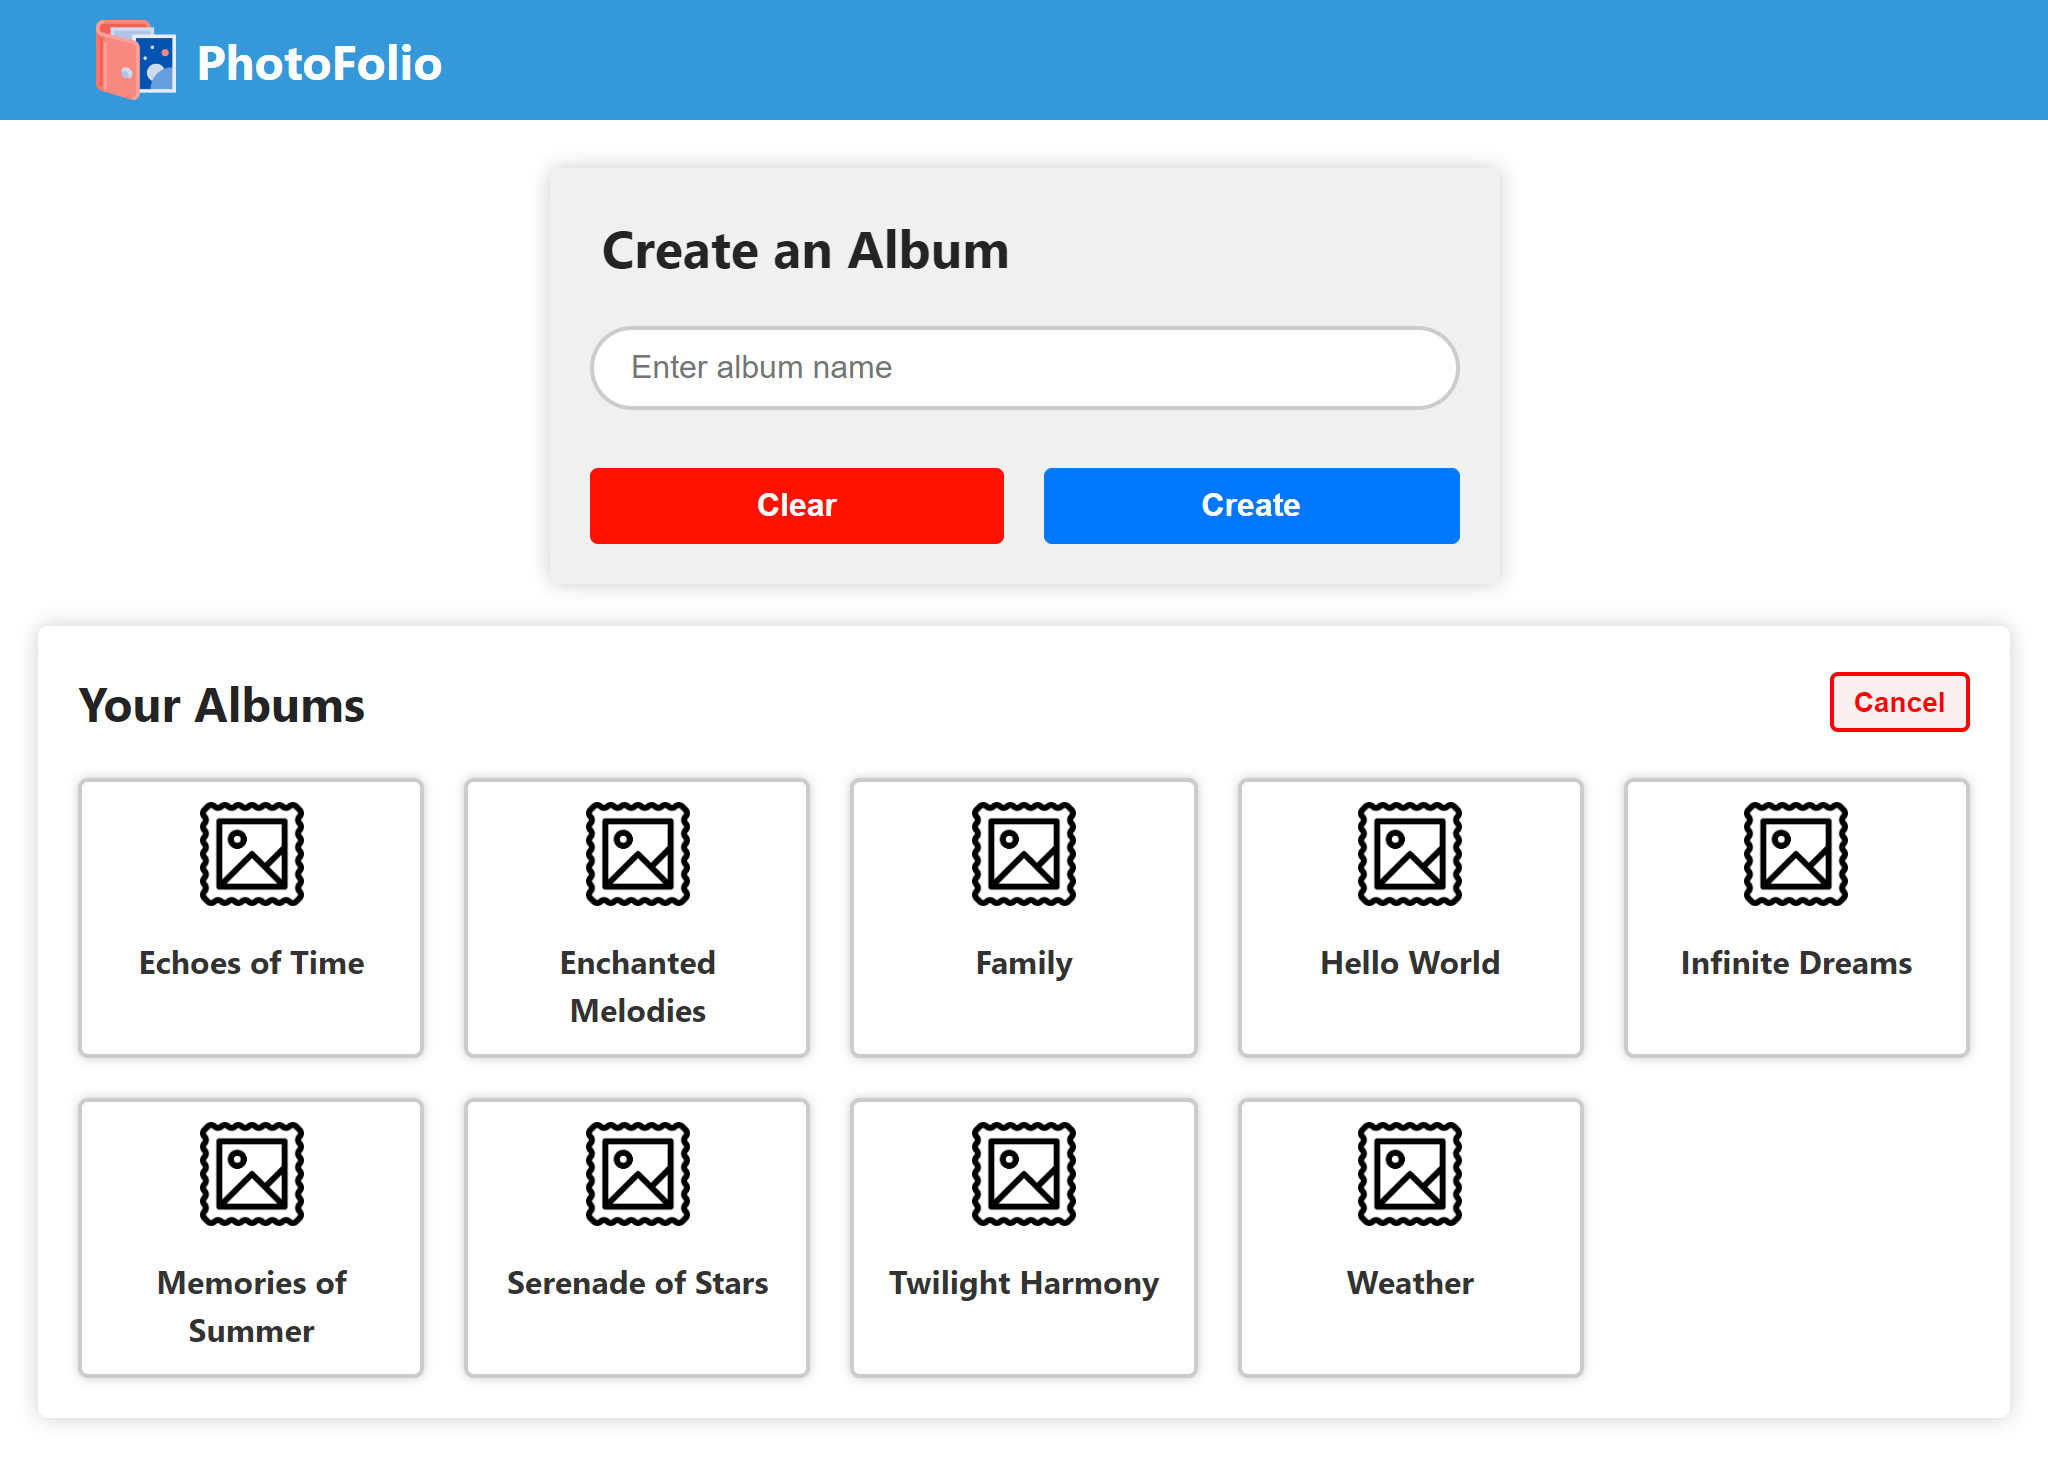 PhotoFolio
Create an Album
Enter album name
Clear
Create
Your Albums
Cancel
Echoes of Time
Enchanted
Melodies
Family
Hello World
Infinite Dreams
Memories of
Summer
Serenade of Stars
Twilight Harmony
Weather